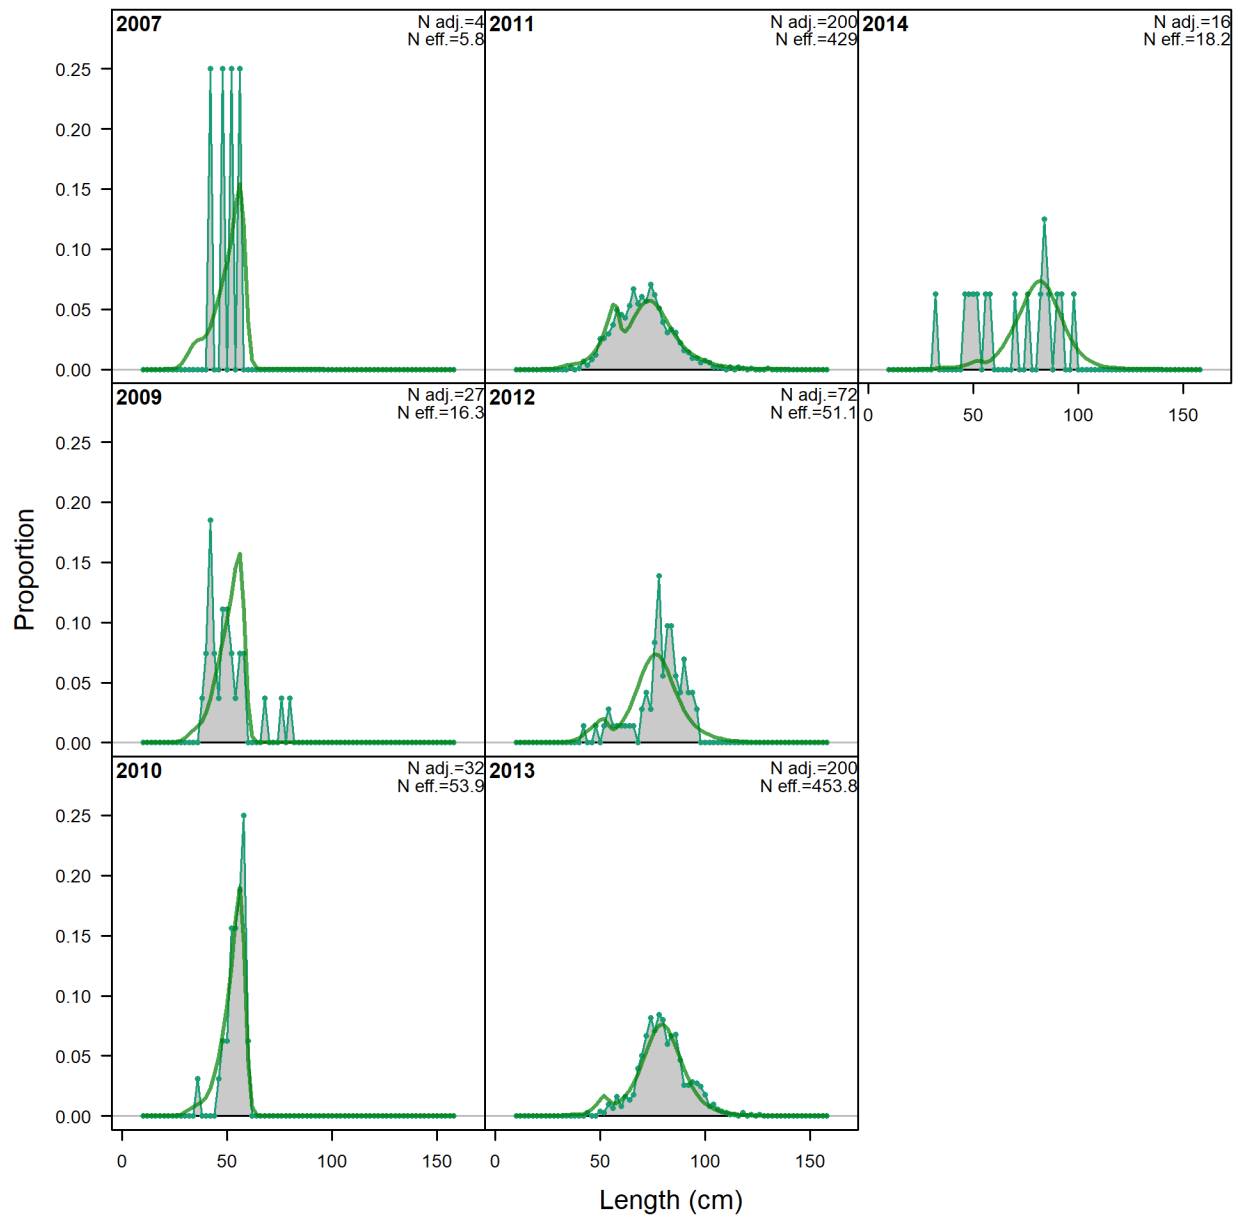 2007
N adj.=4
N eff.=5.8
2011
N adj.=200
N eff.=429
2014
N adj.=16
N eff.=18.2
0.25
0.20
0.15
0.10
0.05
0.00
2009
N adj.=27
N eff.=16.3
2012
N adj.=72
N eff.=51.1
0 50 100 150
0.25
0.20
0.15
0.10
0.05
0.00
Proportion
2010
N adj.=32
N eff.=53.9
2013
N adj.=200
N eff.=453.8
0.25
0.20
0.15
0.10
0.05
0.00
0 50 100 150
0 50 100 150
Length (cm)